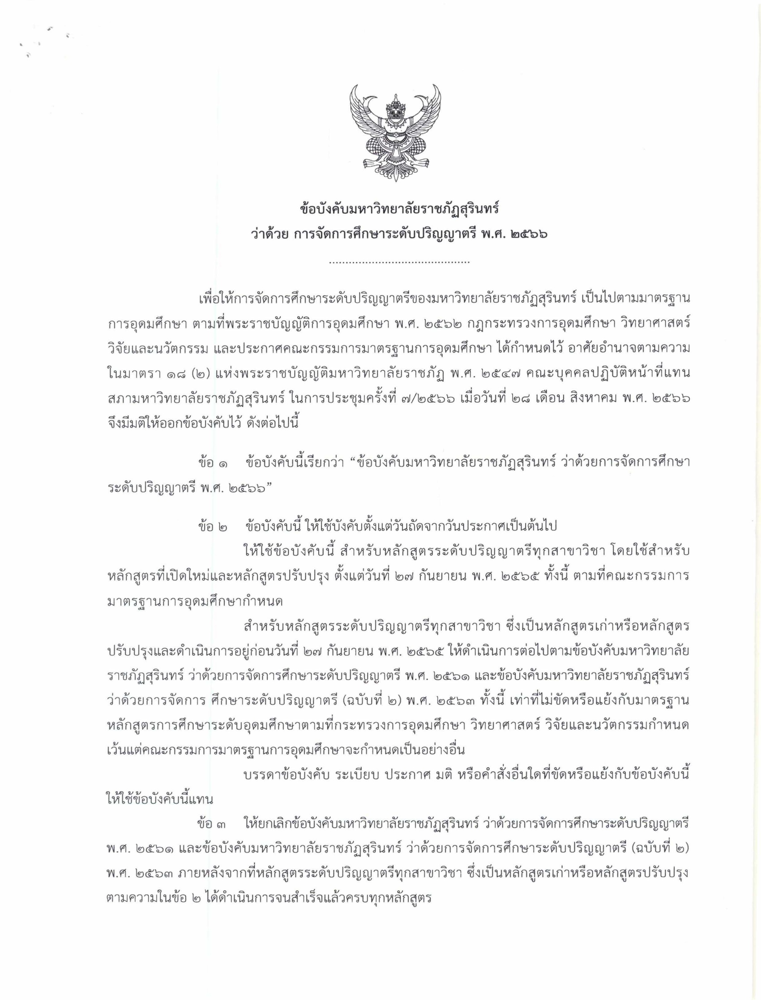 ข้อบังคับมหาวิทยาลัยราชภัฏสุรินทร์
ว่าด้วย การจัดการศึกษาระดับปริญญาตรี พ.ศ. ๒๕๖๖
...........................................
เพื่อให้การจัดการศึกษาระดับปริญญาตรีของมหาวิทยาลัยราชภัฏสุรินทร์ เป็นไปตามมาตรฐาน
การอุดมศึกษา ตามที่พระราชบัญญัติการอุดมศึกษา พ.ศ. ๒๕๖๒ กฎกระทรวงการอุดมศึกษา วิทยาศาสตร์
วิจัยและนวัตกรรม และประกาศคณะกรรมการมาตรฐานการอุดมศึกษา ได้กำหนดไว้ อาศัยอำนาจตามความ
ในมาตรา ๑๘ (๒) แห่งพระราชบัญญัติมหาวิทยาลัยราชภัฏ พ.ศ. ๒๕๔๗ คณะบุคคลปฏิบัติหน้าที่แทน
สภามหาวิทยาลัยราชภัฏสุรินทร์ ในการประชุมครั้งที่ ๗/๒๕๖๖ เมื่อวันที่ ๒๘ เดือน สิงหาคม พ.ศ. ๒๕๖๖
จึงมีมติให้ออกข้อบังคับไว้ ดังต่อไปนี้
ข้อ ๑ ข้อบังคับนี้เรียกว่า “ข้อบังคับมหาวิทยาลัยราชภัฏสุรินทร์ ว่าด้วยการจัดการศึกษา
ระดับปริญญาตรี พ.ศ. ๒๕๖๖”
ข้อ ๒ ข้อบังคับนี้ ให้ใช้บังคับตั้งแต่วันถัดจากวันประกาศเป็นต้นไป
ให้ใช้ข้อบังคับนี้ สำหรับหลักสูตรระดับปริญญาตรีทุกสาขาวิชา โดยใช้สำหรับ
หลักสูตรที่เปิดใหม่และหลักสูตรปรับปรุง ตั้งแต่วันที่ ๒๗ กันยายน พ.ศ. ๒๕๖๕ ทั้งนี้ ตามที่คณะกรรมการ
มาตรฐานการอุดมศึกษากำหนด
สำหรับหลักสูตรระดับปริญญาตรีทุกสาขาวิชา ซึ่งเป็นหลักสูตรเก่าหรือหลักสูตร
ปรับปรุงและดำเนินการอยู่ก่อนวันที่ ๒๗ กันยายน พ.ศ. ๒๕๖๕ ให้ดำเนินการต่อไปตามข้อบังคับมหาวิทยาลัย
ราชภัฏสุรินทร์ ว่าด้วยการจัดการศึกษาระดับปริญญาตรี พ.ศ. ๒๕๖๑ และข้อบังคับมหาวิทยาลัยราชภัฏสุรินทร์
ว่าด้วยการจัดการ ศึกษาระดับปริญญาตรี (ฉบับที่ ๒) พ.ศ. ๒๕๖๓ ทั้งนี้ เท่าที่ไม่ขัดหรือแย้งกับมาตรฐาน
หลักสูตรการศึกษาระดับอุดมศึกษาตามที่กระทรวงการอุดมศึกษา วิทยาศาสตร์ วิจัยและนวัตกรรมกำหนด
เว้นแต่คณะกรรมการมาตรฐานการอุดมศึกษาจะกำหนดเป็นอย่างอื่น
บรรดาข้อบังคับ ระเบียบ ประกาศ มติ หรือคำสั่งอื่นใดที่ขัดหรือแย้งกับข้อบังคับนี้
ให้ใช้ข้อบังคับนี้แทน
ข้อ ๓ ให้ยกเลิกข้อบังคับมหาวิทยาลัยราชภัฏสุรินทร์ ว่าด้วยการจัดการศึกษาระดับปริญญาตรี
พ.ศ. ๒๕๖๑ และข้อบังคับมหาวิทยาลัยราชภัฏสุรินทร์ ว่าด้วยการจัดการศึกษาระดับปริญญาตรี (ฉบับที่ ๒)
พ.ศ. ๒๕๖๓ ภายหลังจากที่หลักสูตรระดับปริญญาตรีทุกสาขาวิชา ซึ่งเป็นหลักสูตรเก่าหรือหลักสูตรปรับปรุง
ตามความในข้อ ๒ ได้ดำเนินการจนสำเร็จแล้วครบทุกหลักสูตร